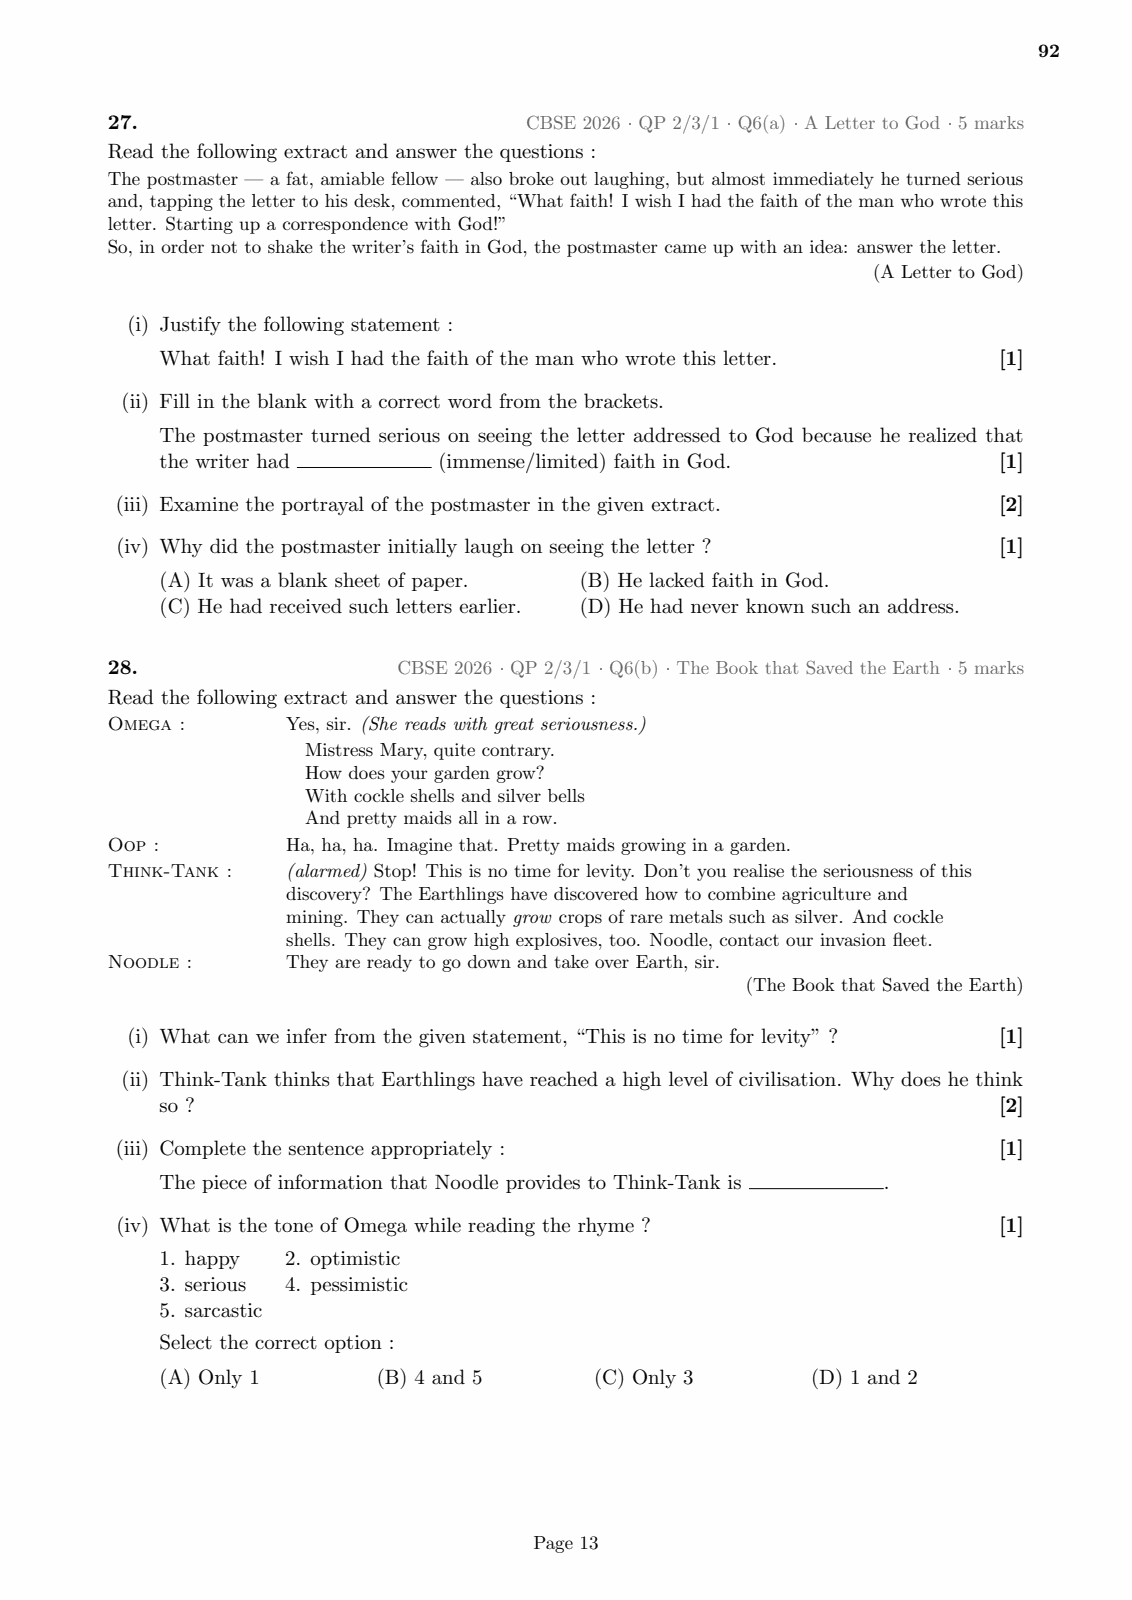 92
27. CBSE 2026 · QP 2/3/1 · Q6(a) · A Letter to God · 5 marks
Read the following extract and answer the questions :
The postmaster — a fat, amiable fellow — also broke out laughing, but almost immediately he turned serious
and, tapping the letter to his desk, commented, “What faith! I wish I had the faith of the man who wrote this
letter. Starting up a correspondence with God!”
So, in order not to shake the writer’s faith in God, the postmaster came up with an idea: answer the letter.
(A Letter to God)
(i) Justify the following statement :
What faith! I wish I had the faith of the man who wrote this letter. [1]
(ii) Fill in the blank with a correct word from the brackets.
The postmaster turned serious on seeing the letter addressed to God because he realized that
the writer had ____________ (immense/limited) faith in God. [1]
(iii) Examine the portrayal of the postmaster in the given extract. [2]
(iv) Why did the postmaster initially laugh on seeing the letter ? [1]
(A) It was a blank sheet of paper. (B) He lacked faith in God.
(C) He had received such letters earlier. (D) He had never known such an address.
28. CBSE 2026 · QP 2/3/1 · Q6(b) · The Book that Saved the Earth · 5 marks
Read the following extract and answer the questions :
OMEGA : Yes, sir. (She reads with great seriousness.)
Mistress Mary, quite contrary.
How does your garden grow?
With cockle shells and silver bells
And pretty maids all in a row.
OOP : Ha, ha, ha. Imagine that. Pretty maids growing in a garden.
THINK-TANK : (alarmed) Stop! This is no time for levity. Don’t you realise the seriousness of this
discovery? The Earthlings have discovered how to combine agriculture and
mining. They can actually grow crops of rare metals such as silver. And cockle
shells. They can grow high explosives, too. Noodle, contact our invasion fleet.
NOODLE : They are ready to go down and take over Earth, sir.
(The Book that Saved the Earth)
(i) What can we infer from the given statement, “This is no time for levity” ? [1]
(ii) Think-Tank thinks that Earthlings have reached a high level of civilisation. Why does he think
so ? [2]
(iii) Complete the sentence appropriately : [1]
The piece of information that Noodle provides to Think-Tank is ____________.
(iv) What is the tone of Omega while reading the rhyme ? [1]
1. happy 2. optimistic
3. serious 4. pessimistic
5. sarcastic
Select the correct option :
(A) Only 1 (B) 4 and 5 (C) Only 3 (D) 1 and 2
Page 13